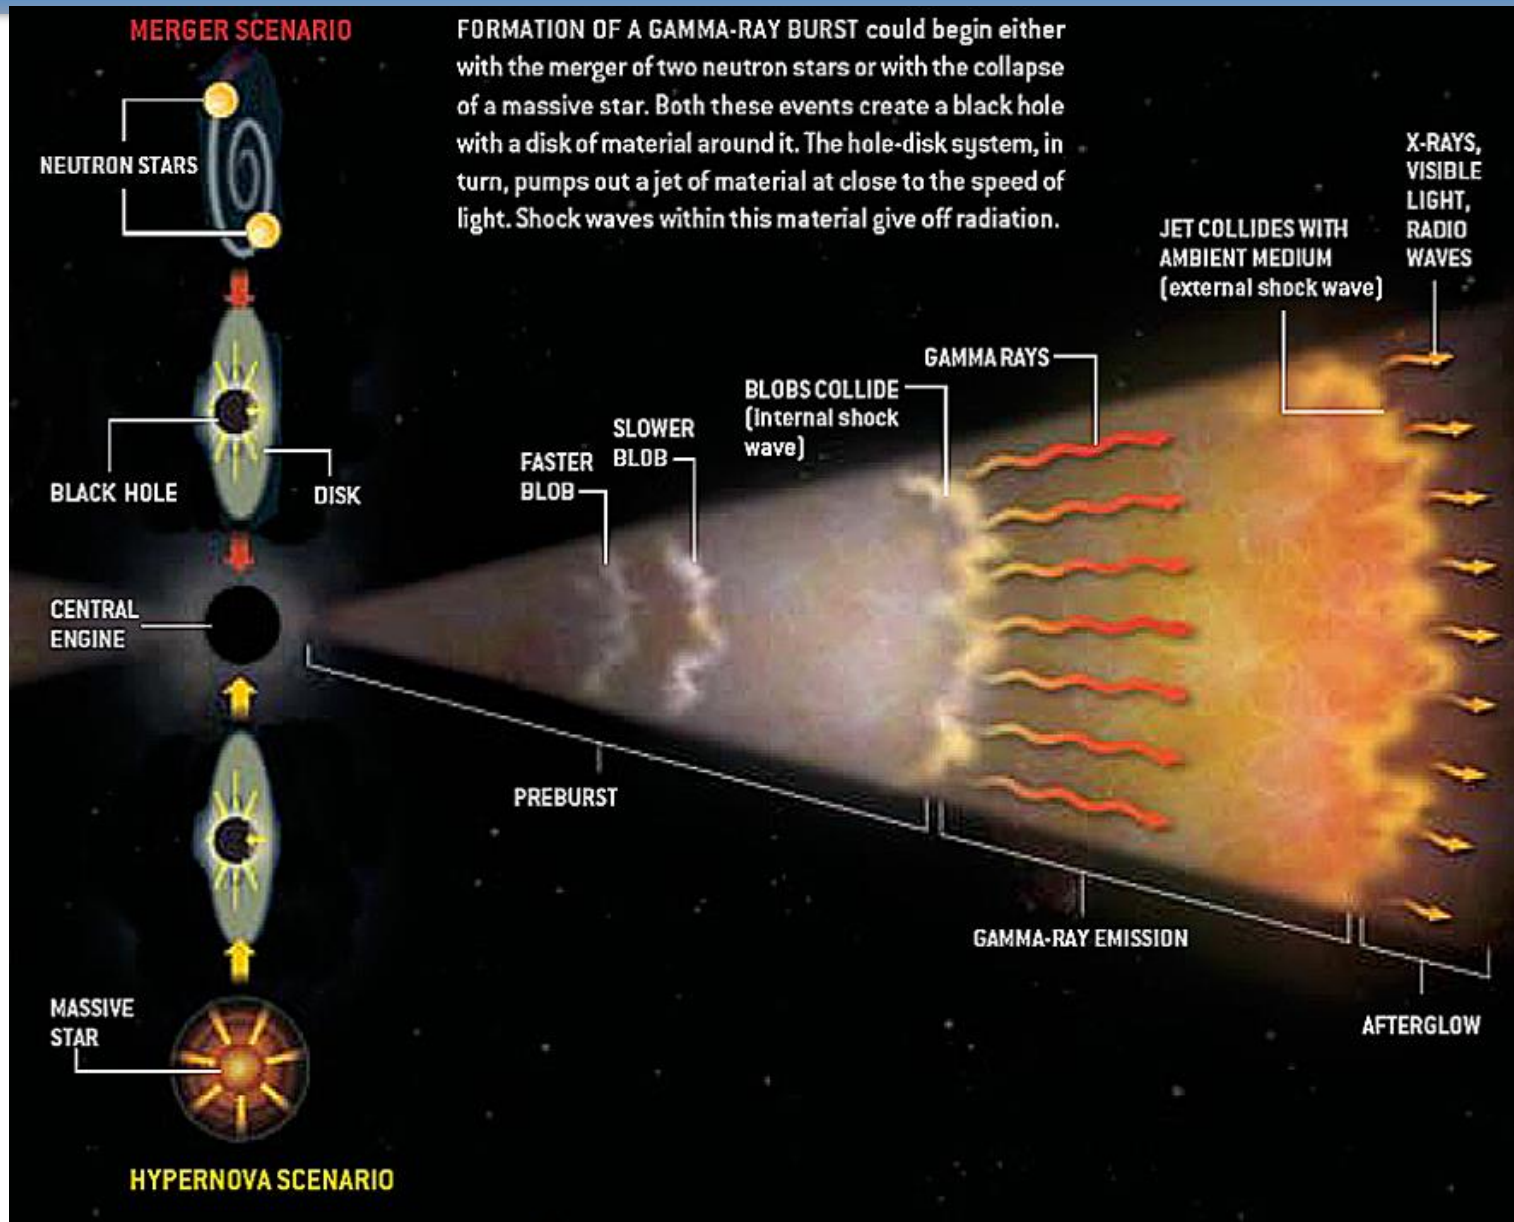 MERGER SCENARIO
FORMATION OF A GAMMA-RAY BURST could begin either
with the merger of two neutron stars or with the collapse
of a massive star. Both these events create a black hole
with a disk of material around it. The hole-disk system, in
turn, pumps out a jet of material at close to the speed of
light. Shock waves within this material give off radiation.
NEUTRON STARS
X-RAYS,
VISIBLE
LIGHT,
RADIO
WAVES
JET COLLIDES WITH
AMBIENT MEDIUM
(external shock wave)
GAMMA RAYS
BLOBS COLLIDE
(internal shock
wave)
SLOWER
BLOB
FASTER
BLOB
BLACK HOLE
DISK
CENTRAL
ENGINE
PREBURST
GAMMA-RAY EMISSION
AFTERGLOW
MASSIVE
STAR
HYPERNOVA SCENARIO